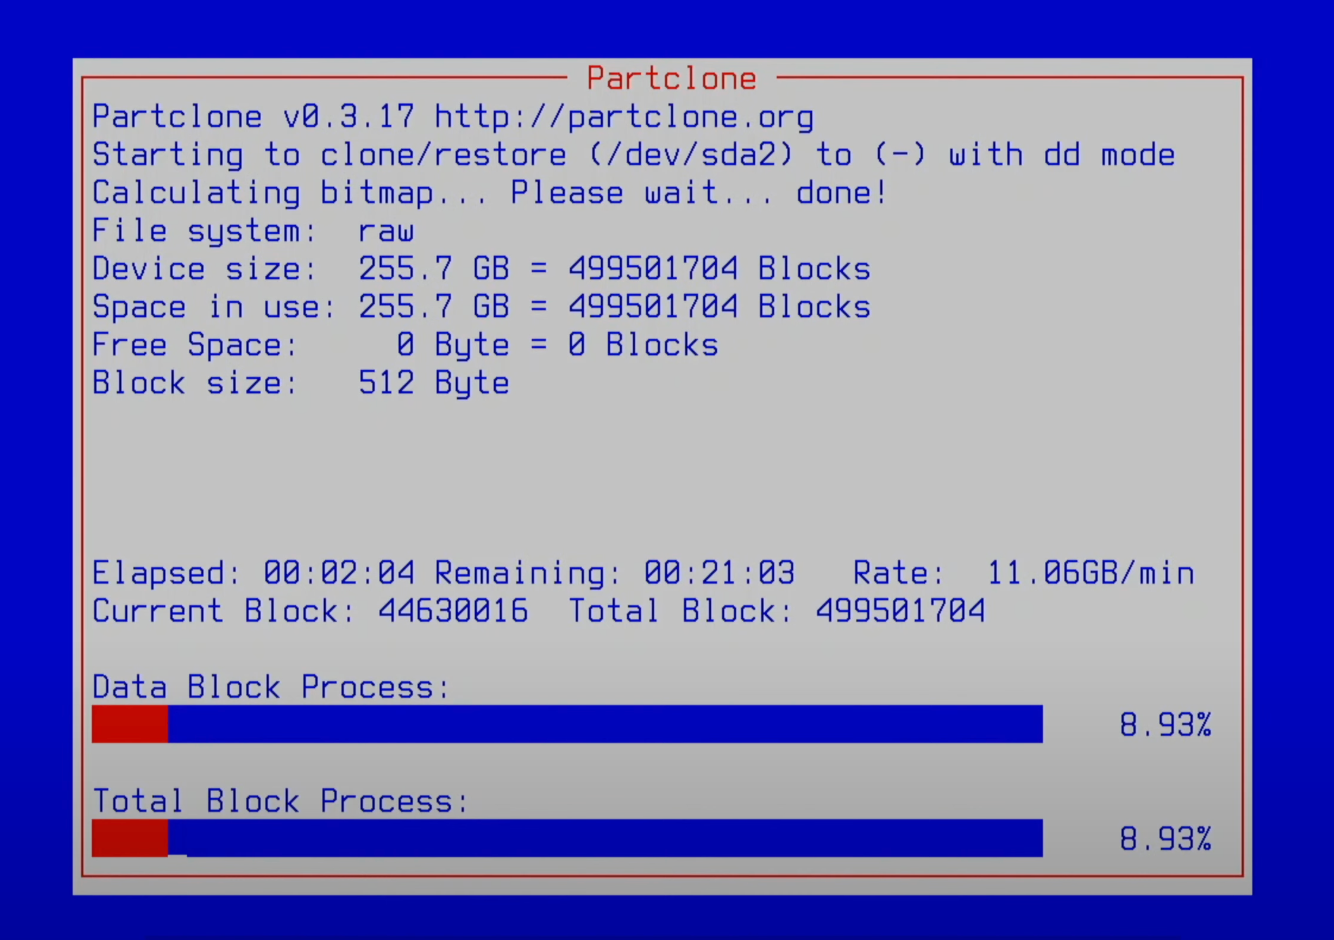 Partclone
Partclone v0.3.17 http://partclone.org
Starting to clone/restore (/dev/sda2) to (-) with dd mode
Calculating bitmap... Please wait... done!
File system:  raw
Device size:  255.7 GB = 499501704 Blocks
Space in use: 255.7 GB = 499501704 Blocks
Free Space:     0 Byte = 0 Blocks
Block size:   512 Byte
Elapsed: 00:02:04 Remaining: 00:21:03   Rate:  11.06GB/min
Current Block: 44630016  Total Block: 499501704
Data Block Process:
8.93%
Total Block Process:
8.93%